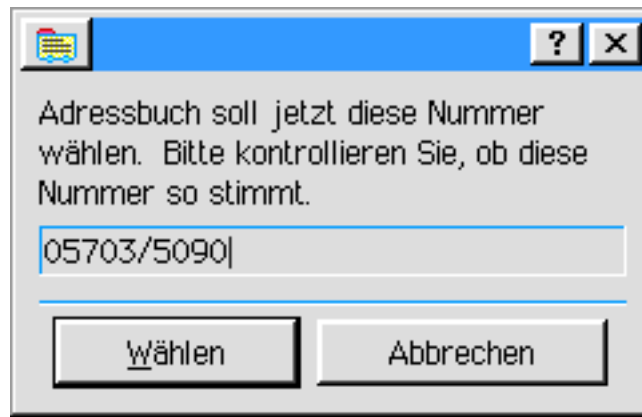 ?
Adressbuch soll jetzt diese Nummer
wählen. Bitte kontrollieren Sie, ob diese
Nummer so stimmt.
05703/5090
Wählen
Abbrechen